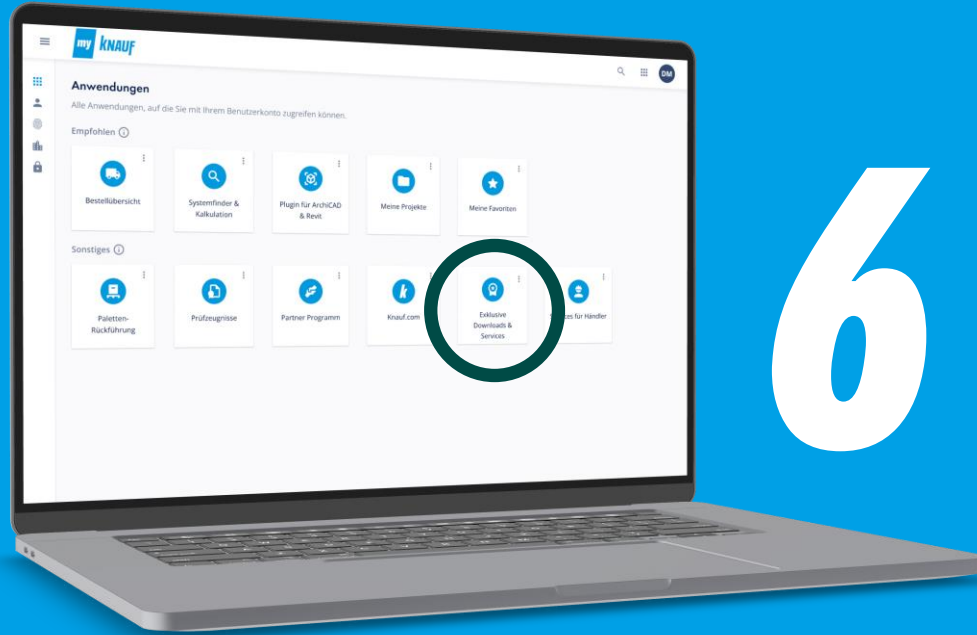 my KNAUF
DM
Anwendungen
Alle Anwendungen, auf die Sie mit Ihrem Benutzerkonto zugreifen können.
Empfohlen
Bestellübersicht
Systemfinder &
Kalkulation
Plugin für ArchiCAD
& Revit
Meine Projekte
Meine Favoriten
Sonstiges
Paletten-
Rückführung
Prüfzeugnisse
Partner Programm
Knauf.com
Exklusive
Downloads &
Services
für Händler
6